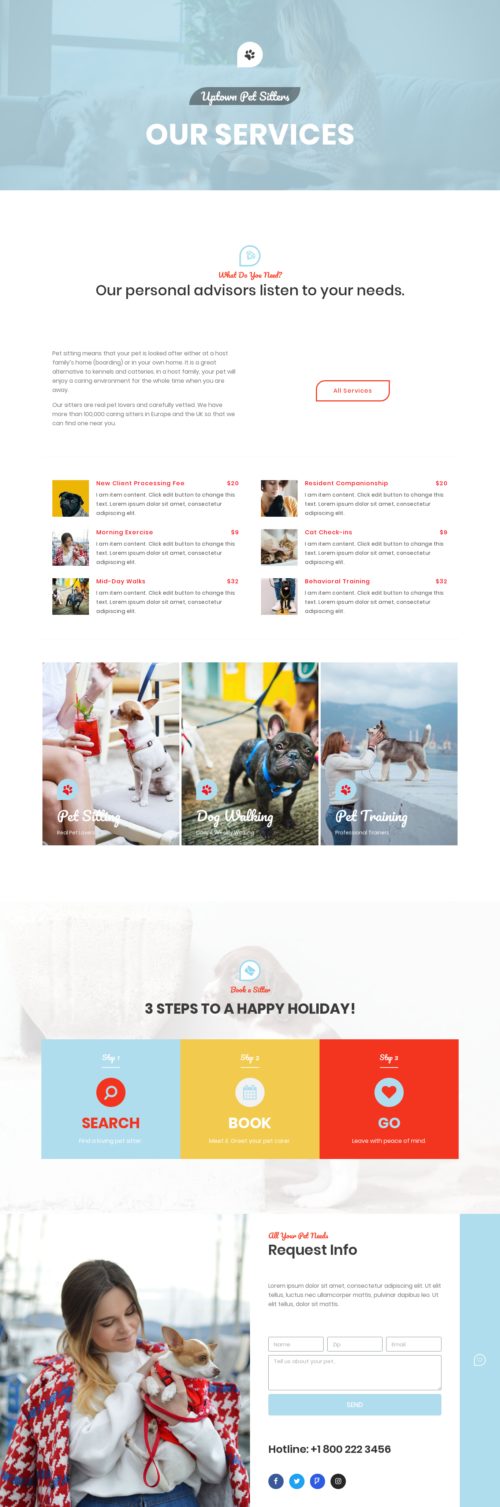 Uptown Pet Sitters
OUR SERVICES
What Do You Need?
Our personal advisors listen to your needs.
Pet sitting means that your pet is looked after either at a host
family's home (boarding) or in your own home. It is a great
alternative to kennels and catteries, in a host family, your pet will
enjoy a caring environment for the whole time when you are
away.
Our sitters are real pet lovers and carefully vetted. We have
more than 100,000 caring sitters in Europe and the UK so that we
can find one near you.
All Services
New Client Processing Fee $20
I am item content. Click edit button to change this
text. Lorem ipsum dolor sit amet, consectetur
adipiscing elit.
Morning Exercise $9
I am item content. Click edit button to change this
text. Lorem ipsum dolor sit amet, consectetur
adipiscing elit.
Mid-Day Walks $32
I am item content. Click edit button to change this
text. Lorem ipsum dolor sit amet, consectetur
adipiscing elit.
Resident Companionship $20
I am item content. Click edit button to change this
text. Lorem ipsum dolor sit amet, consectetur
adipiscing elit.
Cat Check-ins $9
I am item content. Click edit button to change this
text. Lorem ipsum dolor sit amet, consectetur
adipiscing elit.
Behavioral Training $32
I am item content. Click edit button to change this
text. Lorem ipsum dolor sit amet, consectetur
adipiscing elit.
Pet Sitting
Real Pet Lovers
Dog Walking
Daily & Weekly Walking
Pet Training
Professional Trainers
Book a Sitter
3 STEPS TO A HAPPY HOLIDAY!
Step 1
SEARCH
Find a loving pet sitter
Step 2
BOOK
Meet & Greet your pet carer
Step 3
GO
Leave with peace of mind.
All Your Pet Needs
Request Info
Lorem ipsum dolor sit amet, consectetur adipiscing elit. Ut elit
tellus, luctus nec ullamcorper mattis, pulvinar dapibus leo. Ut
elit tellus, dolor sit mattis.
Name
Zip
Email
Tell us about your pet..
SEND
Hotline: +1 800 222 3456